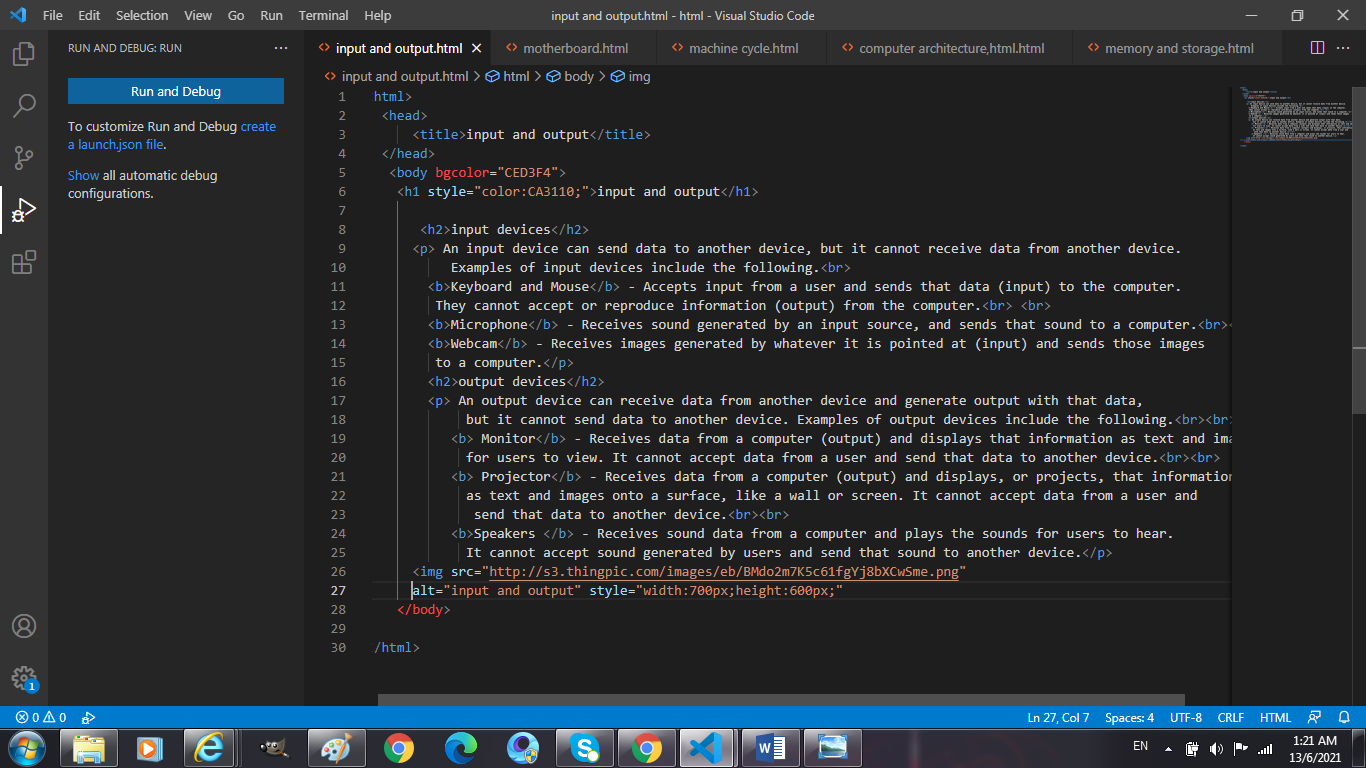 File Edit Selection View Go Run Terminal Help input and output.html - html - Visual Studio Code
RUN AND DEBUG: RUN ···
input and output.html motherboard.html machine cycle.html computer architecture,html.html memory and storage.html
input and output.html > html > body > img
Run and Debug
To customize Run and Debug create
a launch.json file.
Show all automatic debug
configurations.
1 html>
2 <head>
3 <title>input and output</title>
4 </head>
5 <body bgcolor="CED3F4">
6 <h1 style="color:CA3110;">input and output</h1>
7
8 <h2>input devices</h2>
9 <p> An input device can send data to another device, but it cannot receive data from another device.
10 Examples of input devices include the following.<br>
11 <b>Keyboard and Mouse</b> - Accepts input from a user and sends that data (input) to the computer.
12 They cannot accept or reproduce information (output) from the computer.<br> <br>
13 <b>Microphone</b> - Receives sound generated by an input source, and sends that sound to a computer.<br><
14 <b>Webcam</b> - Receives images generated by whatever it is pointed at (input) and sends those images
15 to a computer.</p>
16 <h2>output devices</h2>
17 <p> An output device can receive data from another device and generate output with that data,
18 but it cannot send data to another device. Examples of output devices include the following.<br><br
19 <b> Monitor</b> - Receives data from a computer (output) and displays that information as text and ima
20 for users to view. It cannot accept data from a user and send that data to another device.<br><br>
21 <b> Projector</b> - Receives data from a computer (output) and displays, or projects, that information
22 as text and images onto a surface, like a wall or screen. It cannot accept data from a user and
23 send that data to another device.<br><br>
24 <b>Speakers </b> - Receives sound data from a computer and plays the sounds for users to hear.
25 It cannot accept sound generated by users and send that sound to another device.</p>
26 <img src="http://s3.thingpic.com/images/eb/BMdo2m7K5c61fgYj8bXCwSme.png"
27 alt="input and output" style="width:700px;height:600px;"
28 </body>
29
30 /html>
1
0 0 Ln 27, Col 7 Spaces: 4 UTF-8 CRLF HTML
EN 1:21 AM
13/6/2021